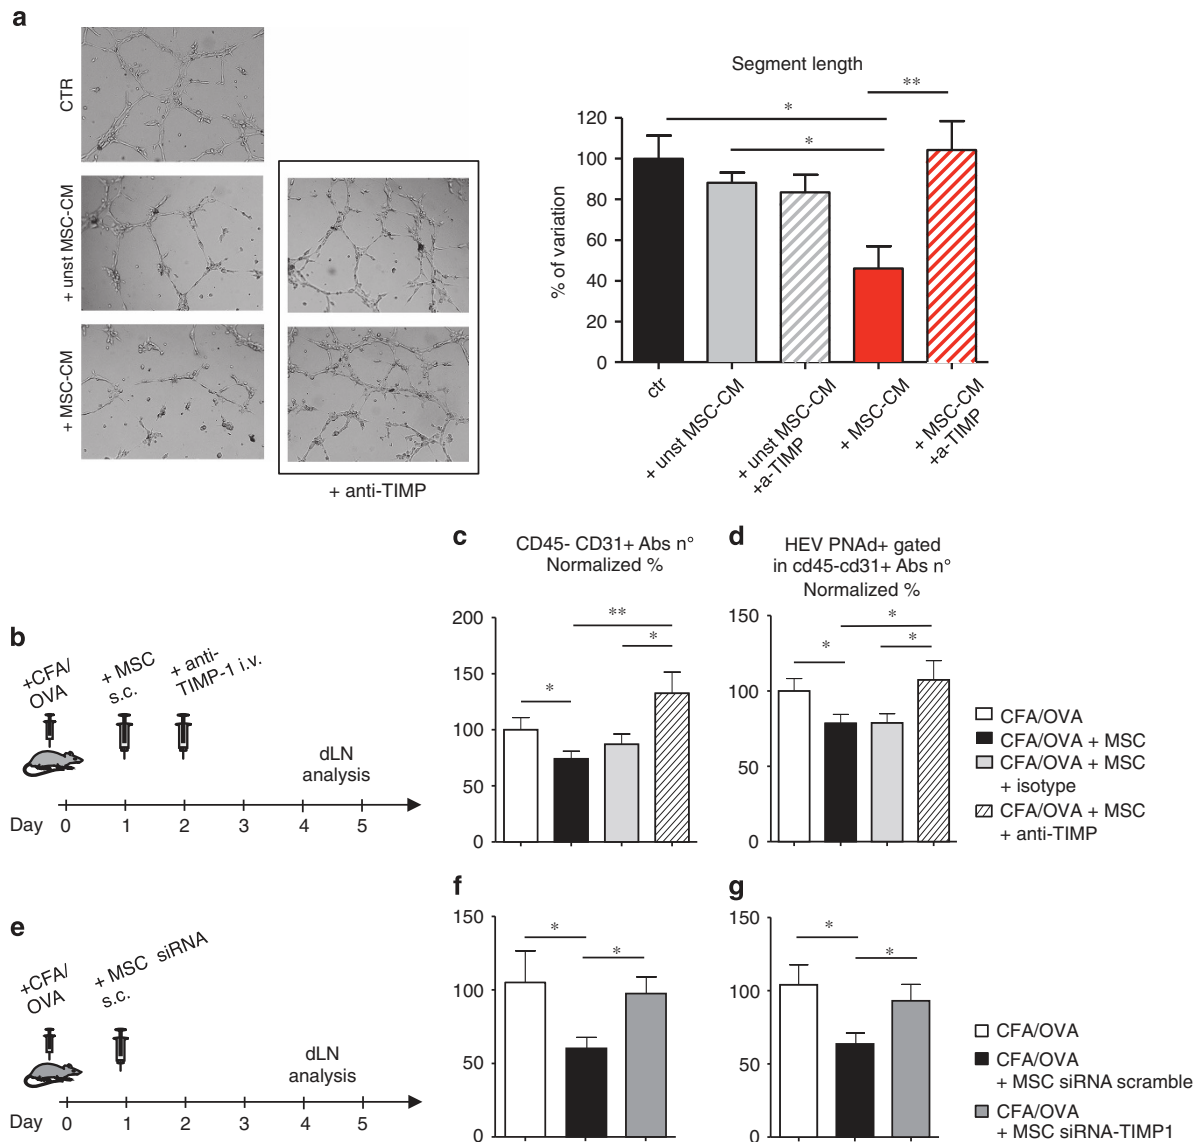 a
CTR
+ unst MSC-CM
+ MSC-CM
+ anti-TIMP
Segment length
% of variation
120
100
80
60
40
20
0
*
*
**
ctr
+ unst MSC-CM
+ unst MSC-CM
+a-TIMP
+ MSC-CM
+ MSC-CM
+a-TIMP
b
+CFA/
OVA
+ MSC
s.c.
+ anti-
TIMP-1 i.v.
dLN
analysis
Day 0 1 2 3 4 5
c
CD45- CD31+ Abs n°
Normalized %
200
150
100
50
0
*
**
*
d
HEV PNAd+ gated
in cd45-cd31+ Abs n°
Normalized %
150
100
50
0
*
*
*
CFA/OVA
CFA/OVA + MSC
CFA/OVA + MSC
+ isotype
CFA/OVA + MSC
+ anti-TIMP
e
+CFA/
OVA
+ MSC siRNA
s.c.
dLN
analysis
Day 0 1 2 3 4 5
f
150
100
50
0
*
*
g
150
100
50
0
*
*
CFA/OVA
CFA/OVA
+ MSC siRNA scramble
CFA/OVA
+ MSC siRNA-TIMP1